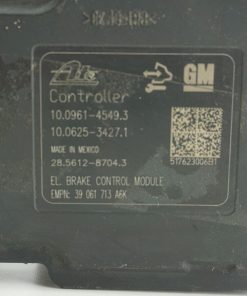 Ate GM
Controller
10.0961-4549.3
10.0625-3427.1
MADE IN MEXICO
28.5612-8704.3
517623006B1
EL. BRAKE CONTROL MODULE
EMPN: 39 061 713 A6K